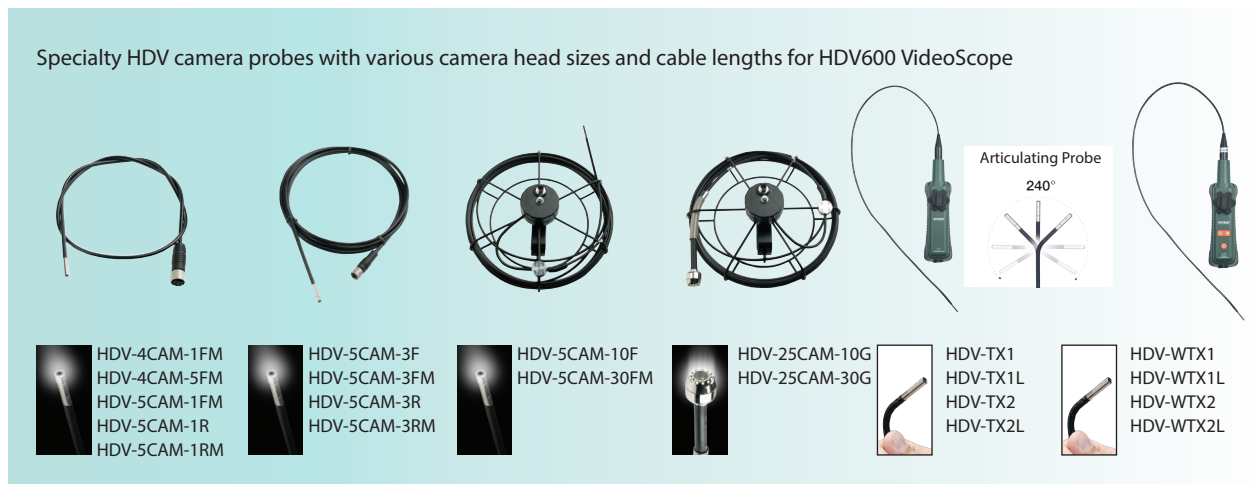 Specialty HDV camera probes with various camera head sizes and cable lengths for HDV600 VideoScope
Articulating Probe
240°
HDV-4CAM-1FM
HDV-4CAM-5FM
HDV-5CAM-1FM
HDV-5CAM-1R
HDV-5CAM-1RM
HDV-5CAM-3F
HDV-5CAM-3FM
HDV-5CAM-3R
HDV-5CAM-3RM
HDV-5CAM-10F
HDV-5CAM-30FM
HDV-25CAM-10G
HDV-25CAM-30G
HDV-TX1
HDV-TX1L
HDV-TX2
HDV-TX2L
HDV-WTX1
HDV-WTX1L
HDV-WTX2
HDV-WTX2L